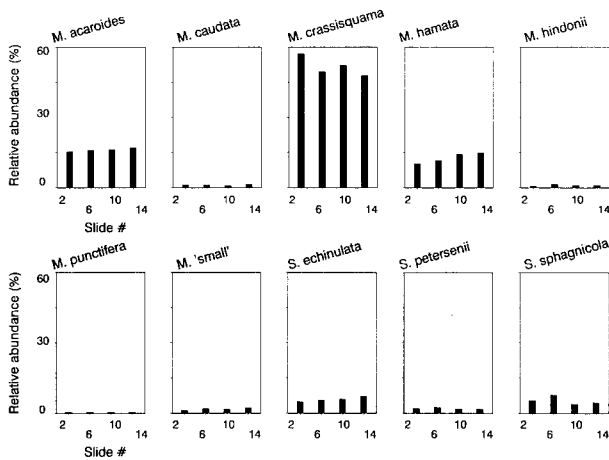 M. acaroides M. caudata M. crassisquama M. hamata M. hindonii
Relative abundance (%)
60
30
0
2 10 2 10 2 10 2 10 2 10
6 14 6 14 6 14 6 14 6 14
Slide #
M. punctifera M. 'small' S. echinulata S. petersenii S. sphagnicola
Relative abundance (%)
60
30
0
2 10 2 10 2 10 2 10 2 10
6 14 6 14 6 14 6 14 6 14
Slide #